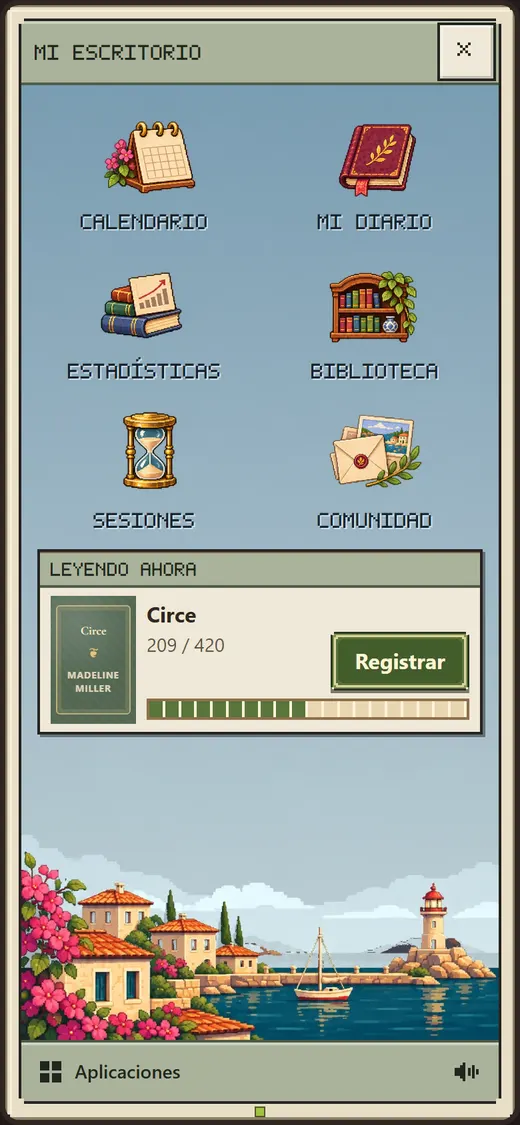 MI ESCRITORIO
CALENDARIO
MI DIARIO
ESTADÍSTICAS
BIBLIOTECA
SESIONES
COMUNIDAD
LEYENDO AHORA
Circe
MADELINE
MILLER
Circe
209 / 420
Registrar
Aplicaciones